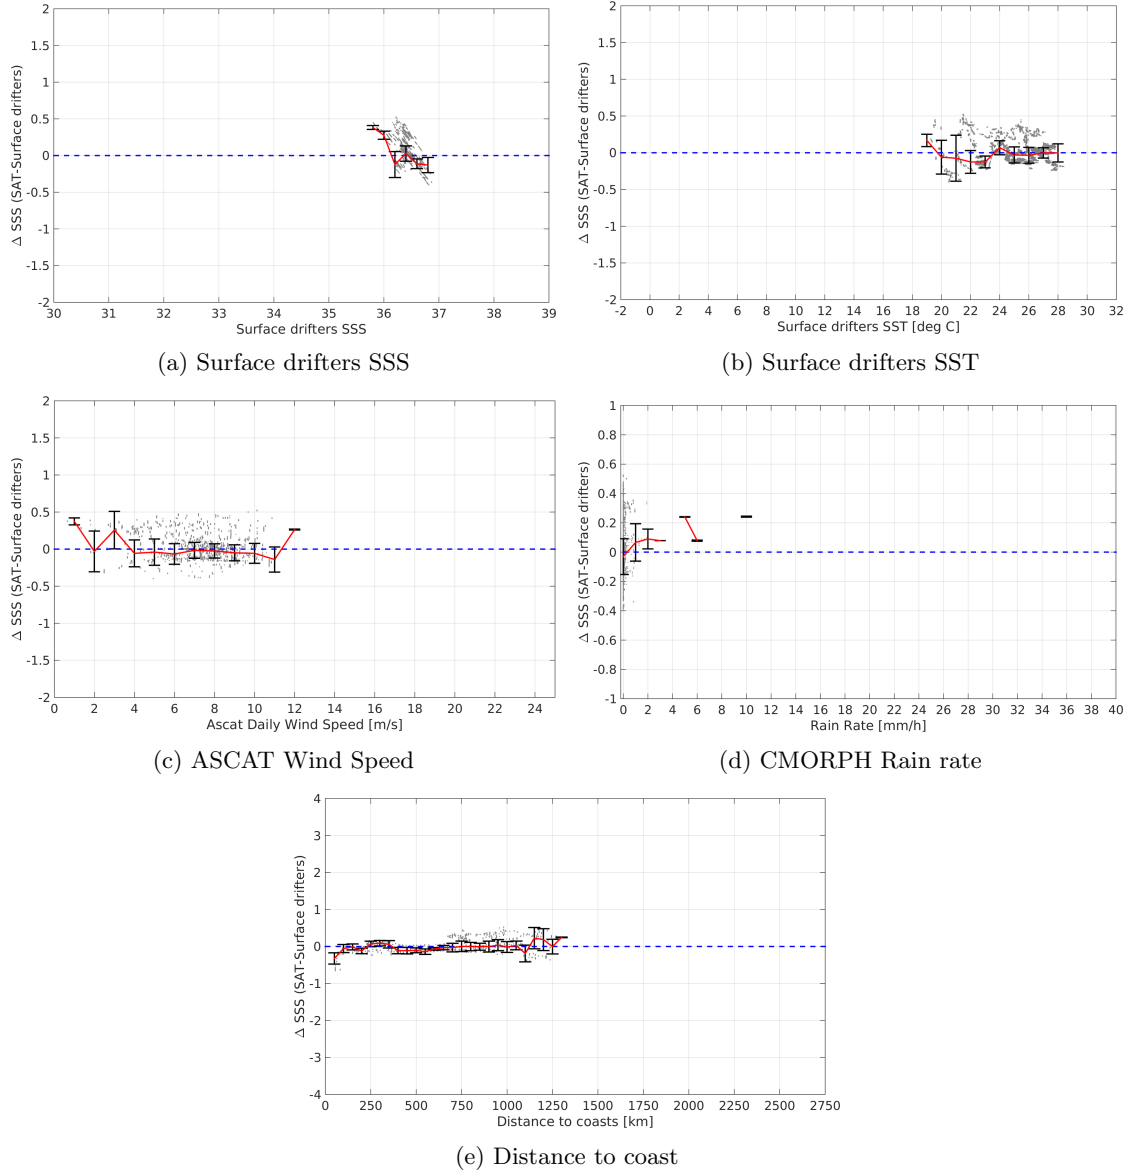 2
1.5
1
0.5
0
-0.5
-1
-1.5
-2
Δ SSS (SAT-Surface drifters)
30 31 32 33 34 35 36 37 38 39
Surface drifters SSS
(a) Surface drifters SSS
2
1.5
1
0.5
0
-0.5
-1
-1.5
-2
Δ SSS (SAT-Surface drifters)
-2 0 2 4 6 8 10 12 14 16 18 20 22 24 26 28 30 32
Surface drifters SST [deg C]
(b) Surface drifters SST
2
1.5
1
0.5
0
-0.5
-1
-1.5
-2
Δ SSS (SAT-Surface drifters)
0 2 4 6 8 10 12 14 16 18 20 22 24
Ascat Daily Wind Speed [m/s]
(c) ASCAT Wind Speed
1
0.8
0.6
0.4
0.2
0
-0.2
-0.4
-0.6
-0.8
-1
Δ SSS (SAT-Surface drifters)
0 2 4 6 8 10 12 14 16 18 20 22 24 26 28 30 32 34 36 38 40
Rain Rate [mm/h]
(d) CMORPH Rain rate
4
3
2
1
0
-1
-2
-3
-4
Δ SSS (SAT-Surface drifters)
0 250 500 750 1000 1250 1500 1750 2000 2250 2500 2750
Distance to coasts [km]
(e) Distance to coast